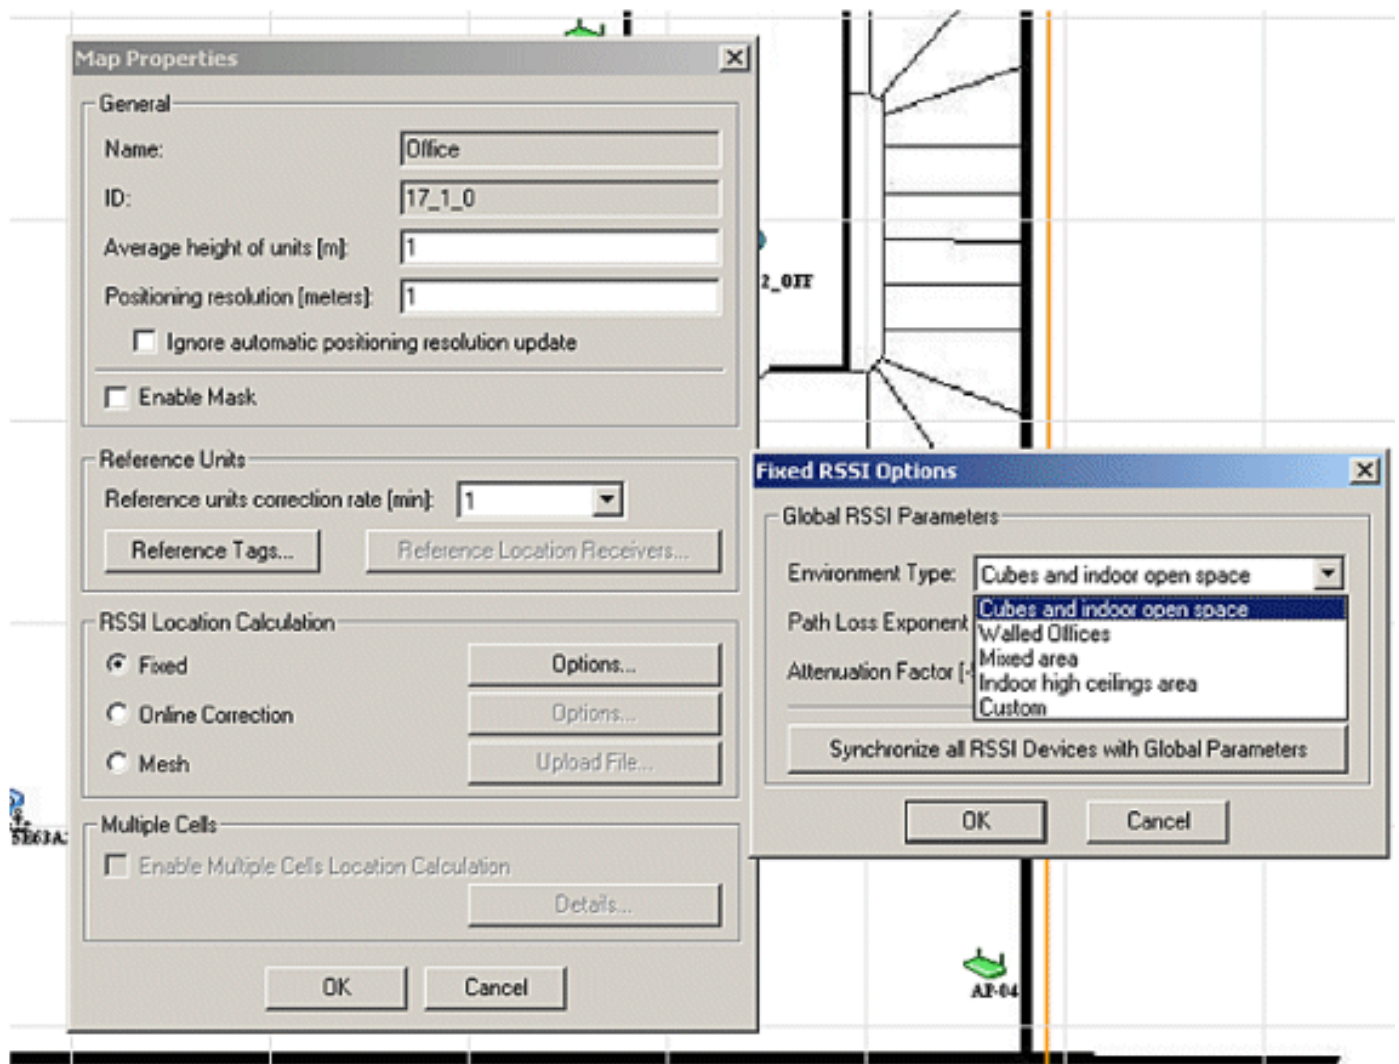 Map Properties
General
Name: Office
ID: 17_1_0
Average height of units [m]: 1
Positioning resolution [meters]: 1
Ignore automatic positioning resolution update
Enable Mask
Reference Units
Reference units correction rate [min]: 1
Reference Tags... Reference Location Receivers...
RSSI Location Calculation
Fixed Options...
Online Correction Options...
Mesh Upload File...
Multiple Cells
Enable Multiple Cells Location Calculation
Details...
OK Cancel
2_OFF
Fixed RSSI Options
Global RSSI Parameters
Environment Type: Cubes and indoor open space
Cubes and indoor open space
Walled Offices
Mixed area
Indoor high ceilings area
Custom
Path Loss Exponent
Attenuation Factor [-
Synchronize all RSSI Devices with Global Parameters
OK Cancel
AP-04